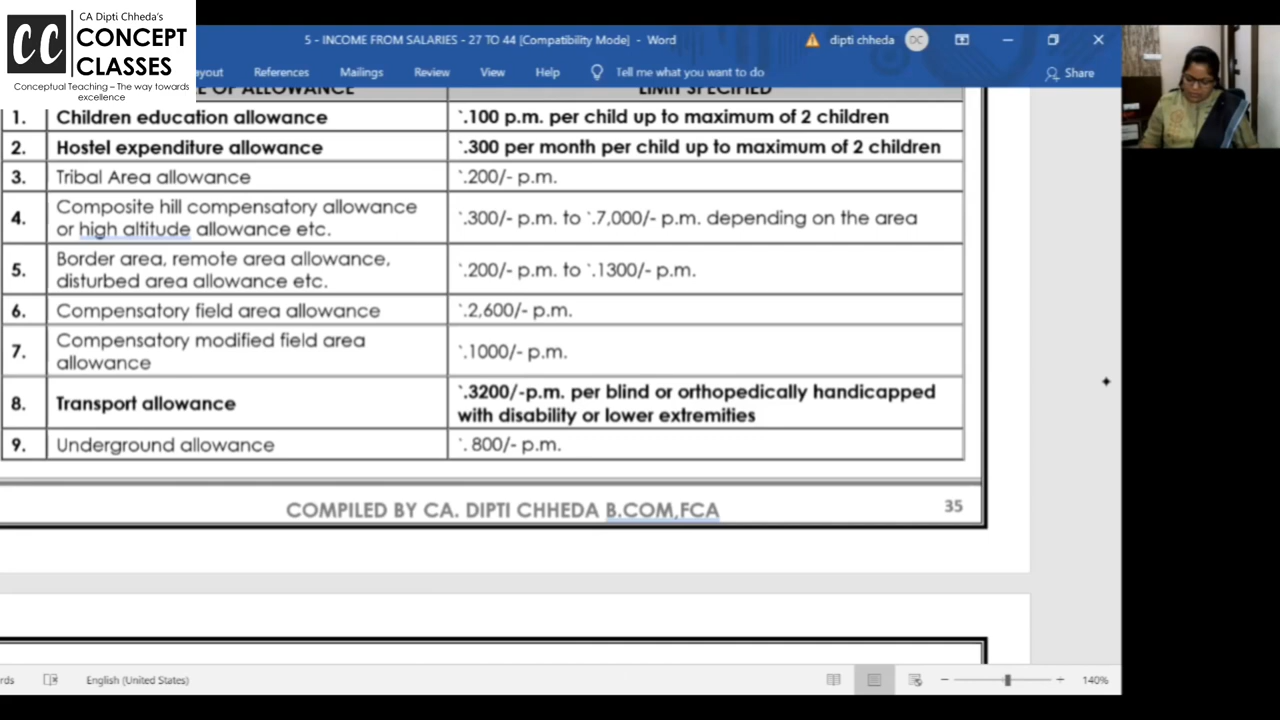 CC
CA Dipti Chheda's
CONCEPT
CLASSES
Conceptual Teaching – The way towards
excellence
5 - INCOME FROM SALARIES - 27 TO 44 [Compatibility Mode] - Word
dipti chheda
DC
References Mailings Review View Help Tell me what you want to do
Share
OF ALLOWANCE LIMIT SPECIFIED
1. Children education allowance `.100 p.m. per child up to maximum of 2 children
2. Hostel expenditure allowance `.300 per month per child up to maximum of 2 children
3. Tribal Area allowance `.200/- p.m.
4. Composite hill compensatory allowance
or high altitude allowance etc. `.300/- p.m. to `.7,000/- p.m. depending on the area
5. Border area, remote area allowance,
disturbed area allowance etc. `.200/- p.m. to `.1300/- p.m.
6. Compensatory field area allowance `.2,600/- p.m.
7. Compensatory modified field area
allowance `.1000/- p.m.
8. Transport allowance `.3200/-p.m. per blind or orthopedically handicapped
with disability or lower extremities
9. Underground allowance `. 800/- p.m.
COMPILED BY CA. DIPTI CHHEDA B.COM,FCA 35
English (United States)
140%